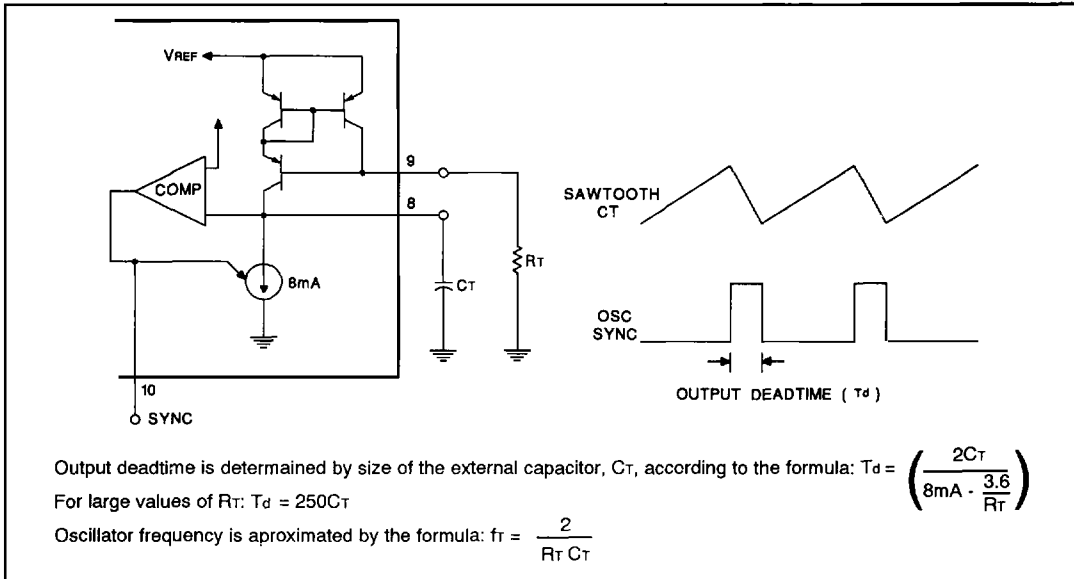 VREF
COMP
9
8
8mA
RT
CT
10
SYNC
SAWTOOTH
CT
OSC
SYNC
OUTPUT DEADTIME ( Td )
Output deadtime is determained by size of the external capacitor, CT, according to the formula: Td = ( 2CT / 8mA - 3.6 / RT )
For large values of RT: Td = 250CT
Oscillator frequency is aproximated by the formula: fT = 2 / RT CT